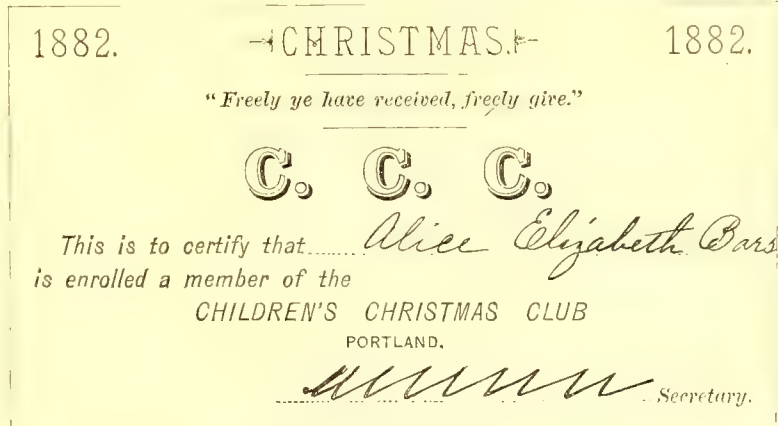 1882. CHRISTMAS. 1882.
"Freely ye have received, freely give."
C. C. C.
This is to certify that........ Alice Elizabeth Bars
is enrolled a member of the
CHILDREN'S CHRISTMAS CLUB
PORTLAND,
Secretary.